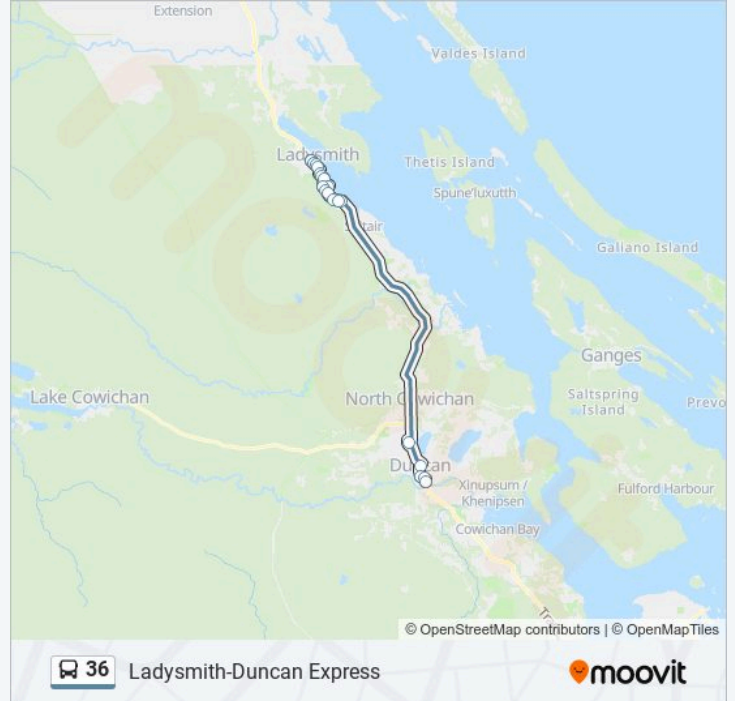 Extension
Valdes Island
Ladysmith
Thetis Island
Spune'luxutth
Galiano Island
Ganges
Lake Cowichan
North Cowichan
Saltspring
Island
Duncan
Xinupsum /
Khenipsen
Fulford Harbour
Cowichan Bay
© OpenStreetMap contributors | © OpenMapTiles
36 Ladysmith-Duncan Express
moovit